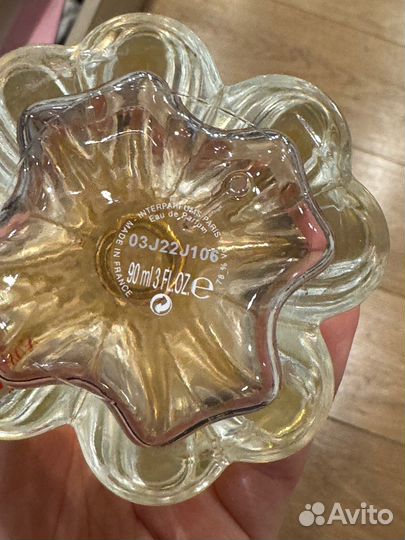 MADE IN FRANCE - INTERPARFUMS-PARIS
Eau de Parfum
03J22J106
90 ml 3 FL.OZ e
Avito